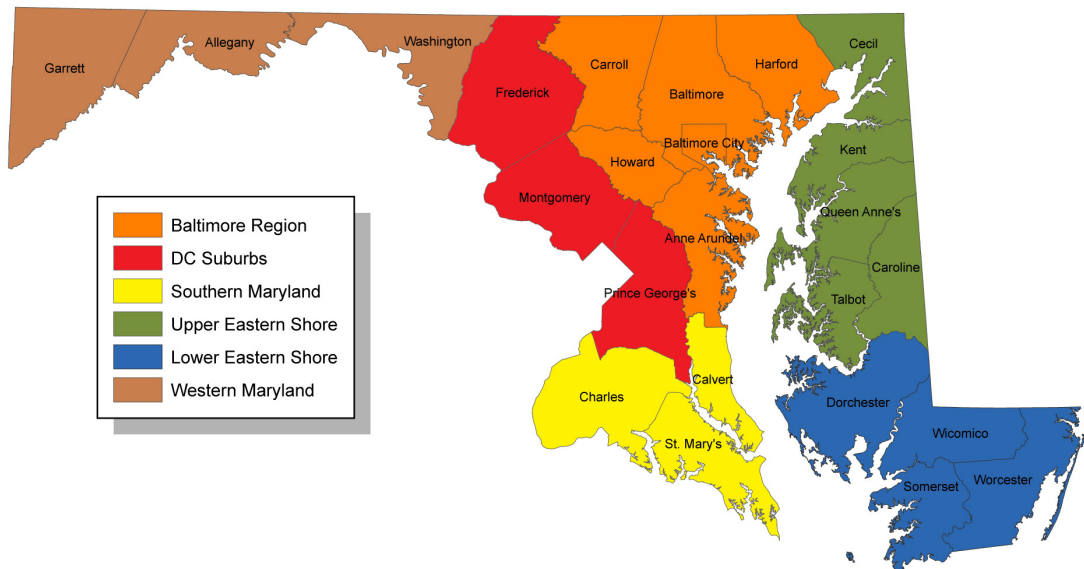 Garrett
Allegany
Washington
Frederick
Carroll
Baltimore
Harford
Cecil
Baltimore City
Howard
Kent
Montgomery
Queen Anne's
Anne Arundel
Caroline
Prince George's
Talbot
Calvert
Charles
St. Mary's
Dorchester
Wicomico
Somerset
Worcester
Baltimore Region
DC Suburbs
Southern Maryland
Upper Eastern Shore
Lower Eastern Shore
Western Maryland